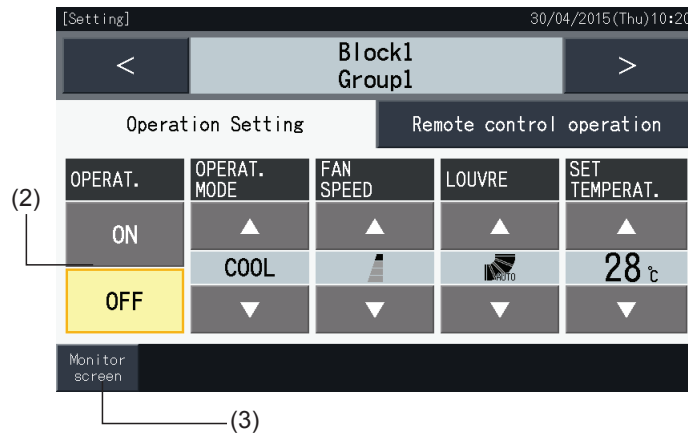 [Setting] 30/04/2015(Thu)10:20
< Block1 >
Group1
Operation Setting Remote control operation
OPERAT. OPERAT. MODE FAN SPEED LOUVRE SET TEMPERAT.
(2)
ON
COOL AUTO 28℃
OFF
Monitor
screen
(3)